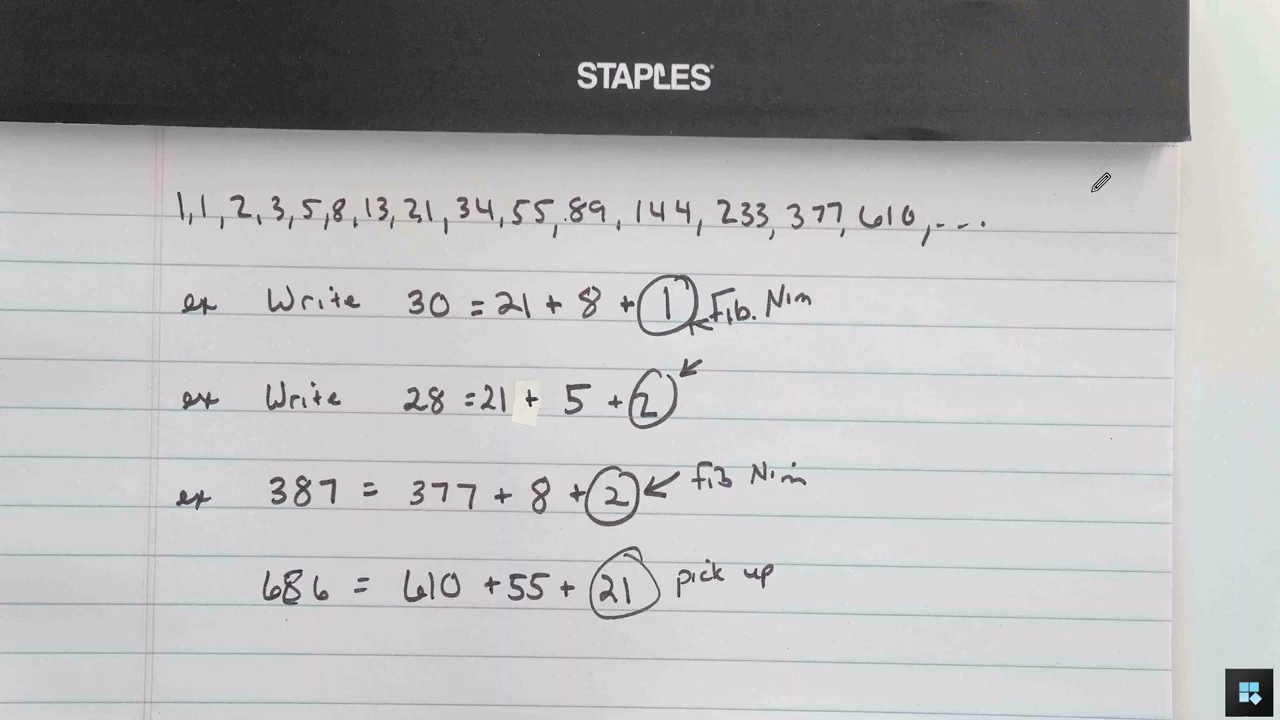 STAPLES
1, 1, 2, 3, 5, 8, 13, 21, 34, 55, 89, 144, 233, 377, 610, ...
ex Write 30 = 21 + 8 + 1 Fib. Nim
ex Write 28 = 21 + 5 + 2
ex 387 = 377 + 8 + 2 Fib Nim
686 = 610 + 55 + 21 pick up